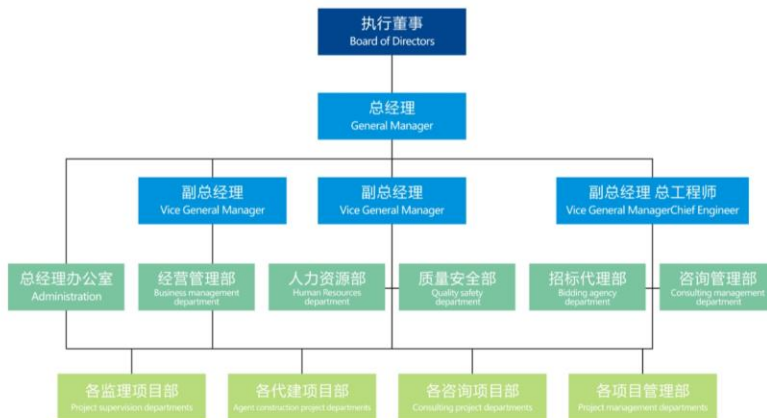 执行董事
Board of Directors
总经理
General Manager
副总经理
Vice General Manager
副总经理
Vice General Manager
副总经理 总工程师
Vice General ManagerChief Engineer
总经理办公室
Administration
经营管理部
Business management
department
人力资源部
Human Resources
department
质量安全部
Quality safety
department
招标代理部
Bidding agency
department
咨询管理部
Consulting management
department
各监理项目部
Project supervision departments
各代建项目部
Agent construction project departments
各咨询项目部
Consulting project departments
各项目管理部
Project management departments